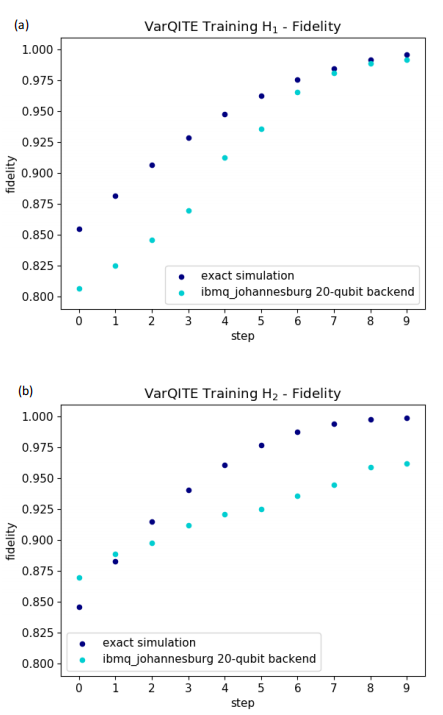 (a)
VarQITE Training H₁ - Fidelity
1.000
0.975
0.950
0.925
0.900
0.875
0.850
0.825
0.800
fidelity
exact simulation
ibmq_johannesburg 20-qubit backend
0 1 2 3 4 5 6 7 8 9
step
(b)
VarQITE Training H₂ - Fidelity
1.000
0.975
0.950
0.925
0.900
0.875
0.850
0.825
0.800
fidelity
exact simulation
ibmq_johannesburg 20-qubit backend
0 1 2 3 4 5 6 7 8 9
step